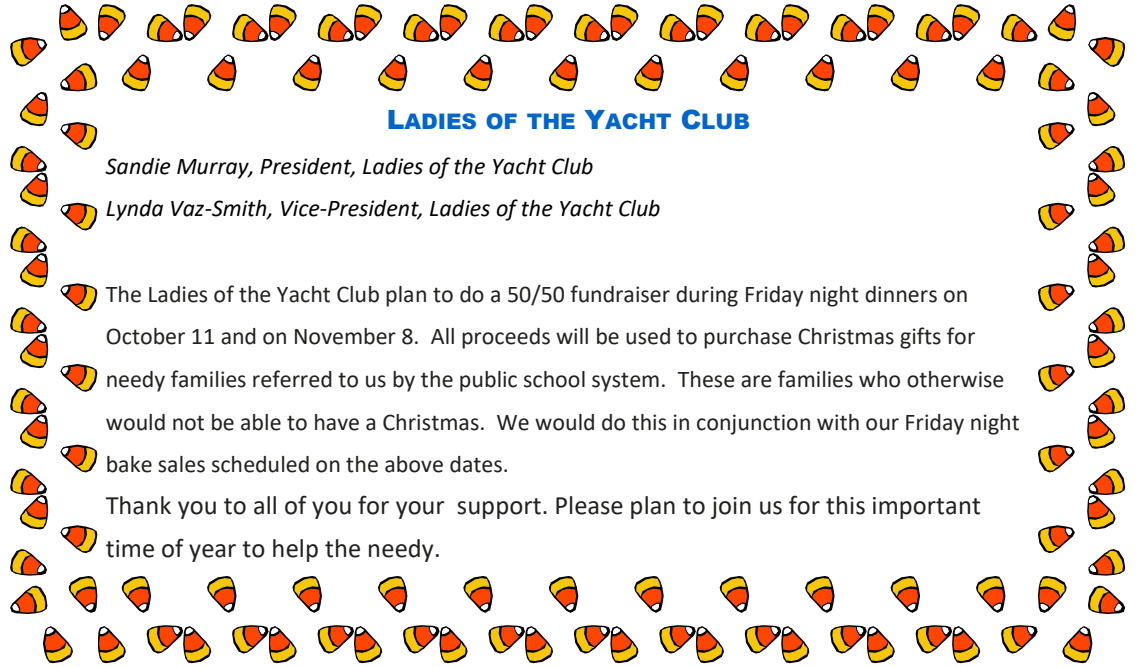 LADIES OF THE YACHT CLUB
Sandie Murray, President, Ladies of the Yacht Club
Lynda Vaz-Smith, Vice-President, Ladies of the Yacht Club
The Ladies of the Yacht Club plan to do a 50/50 fundraiser during Friday night dinners on
October 11 and on November 8.  All proceeds will be used to purchase Christmas gifts for
needy families referred to us by the public school system.  These are families who otherwise
would not be able to have a Christmas.  We would do this in conjunction with our Friday night
bake sales scheduled on the above dates.
Thank you to all of you for your  support. Please plan to join us for this important
time of year to help the needy.